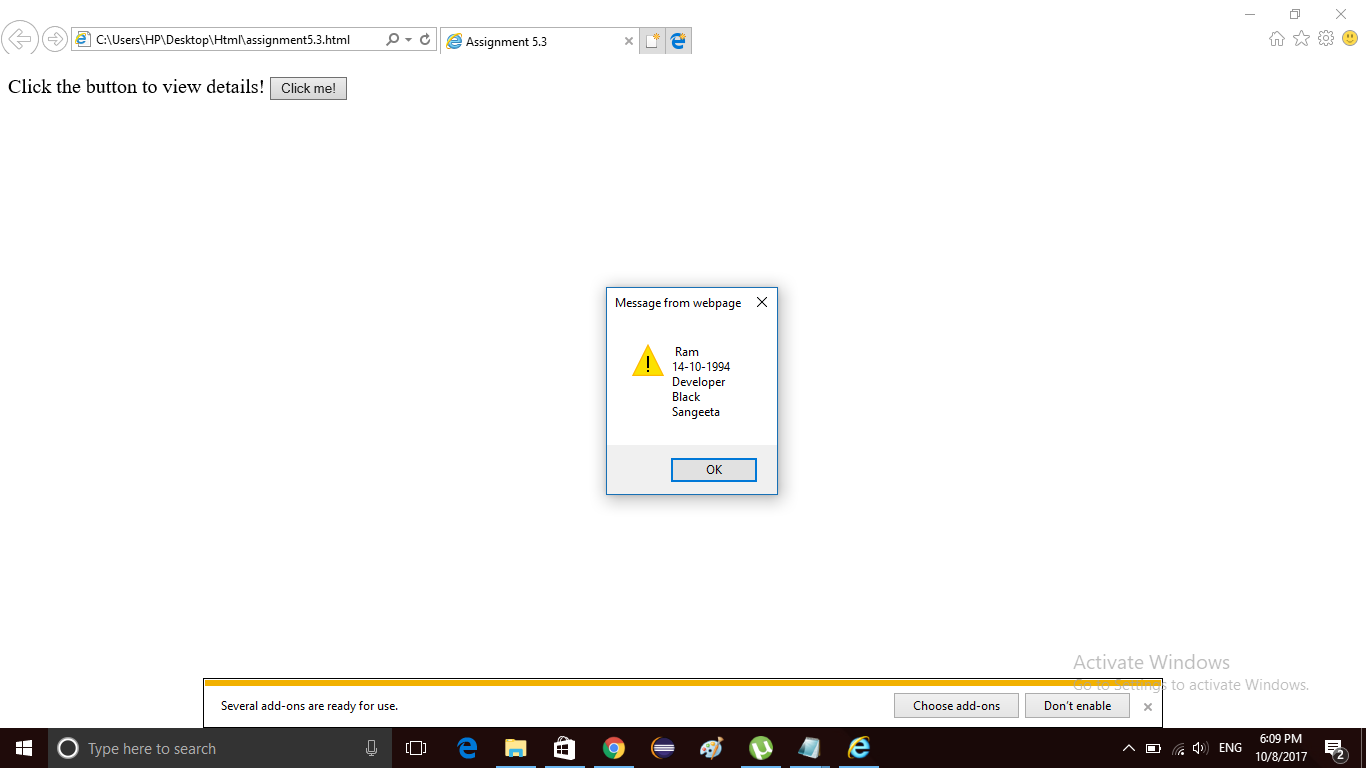 C:\Users\HP\Desktop\Html\assignment5.3.html
Assignment 5.3
Click the button to view details! Click me!
Message from webpage
Ram
14-10-1994
Developer
Black
Sangeeta
OK
Activate Windows
Go to Settings to activate Windows.
Several add-ons are ready for use.
Choose add-ons
Don't enable
Type here to search
ENG
6:09 PM
10/8/2017
2